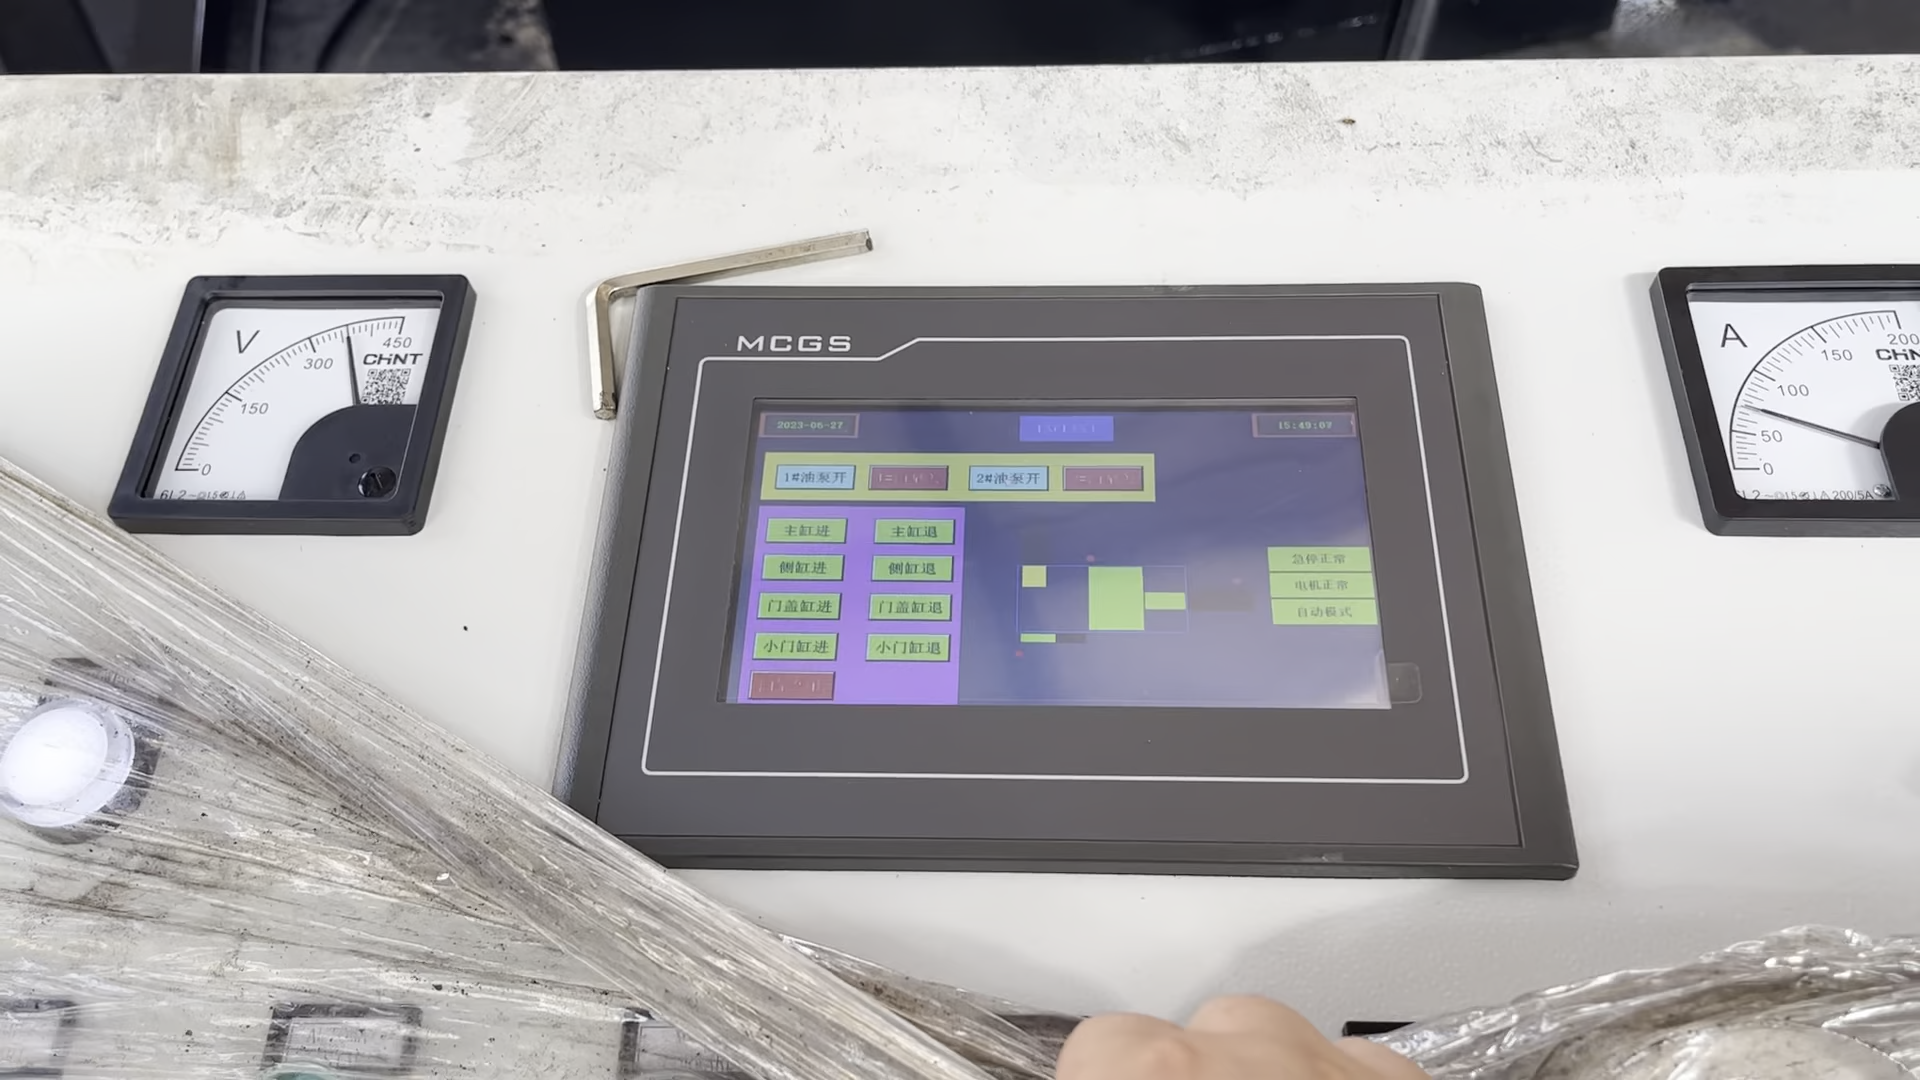 MCGS
V
0
150
300
450
CHNT
A
0
50
100
150
200
2023-06-27
15:49:07
1#油泵开
2#油泵开
主缸进 主缸退
侧缸进 侧缸退
门盖缸进 门盖缸退
小门缸进 小门缸退
急停正常
电机正常
自动模式